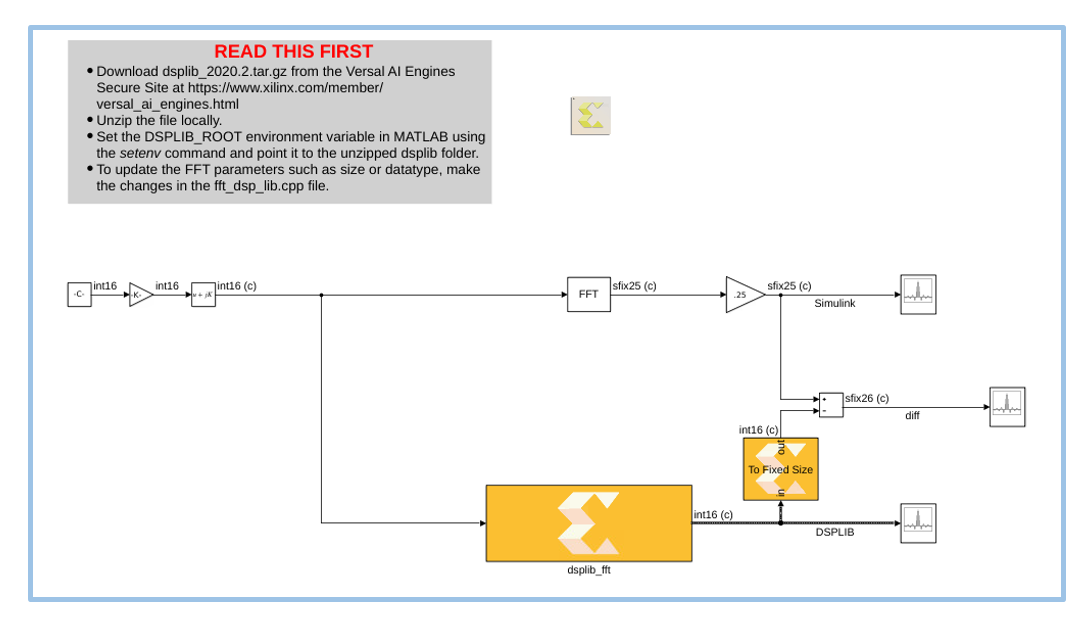 READ THIS FIRST
• Download dsplib_2020.2.tar.gz from the Versal AI Engines
Secure Site at https://www.xilinx.com/member/
versal_ai_engines.html
• Unzip the file locally.
• Set the DSPLIB_ROOT environment variable in MATLAB using
the setenv command and point it to the unzipped dsplib folder.
• To update the FFT parameters such as size or datatype, make
the changes in the fft_dsp_lib.cpp file.
-C-
int16
-K-
int16
int16 (c)
FFT
sfix25 (c)
.25
sfix25 (c)
Simulink
+
−
sfix26 (c)
diff
int16 (c)
out
To Fixed Size
in
int16 (c)
DSPLIB
dsplib_fft